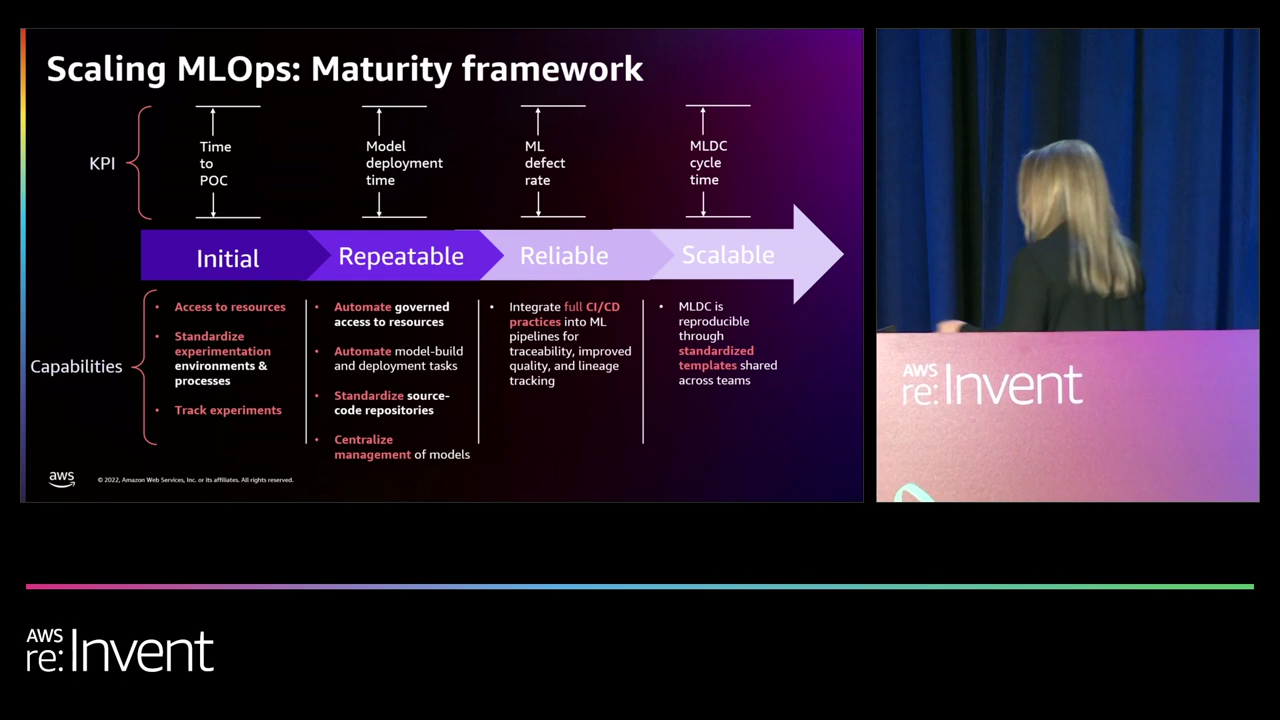 Scaling MLOps: Maturity framework
KPI
Time
to
POC
Model
deployment
time
ML
defect
rate
MLDC
cycle
time
Initial
Repeatable
Reliable
Scalable
Capabilities
• Access to resources
• Standardize
experimentation
environments &
processes
• Track experiments
• Automate governed
access to resources
• Automate model-build
and deployment tasks
• Standardize source-
code repositories
• Centralize
management of models
• Integrate full CI/CD
practices into ML
pipelines for
traceability, improved
quality, and lineage
tracking
• MLDC is
reproducible
through
standardized
templates shared
across teams
aws
© 2022, Amazon Web Services, Inc. or its affiliates. All rights reserved.
AWS
re:Invent
AWS
re:Invent